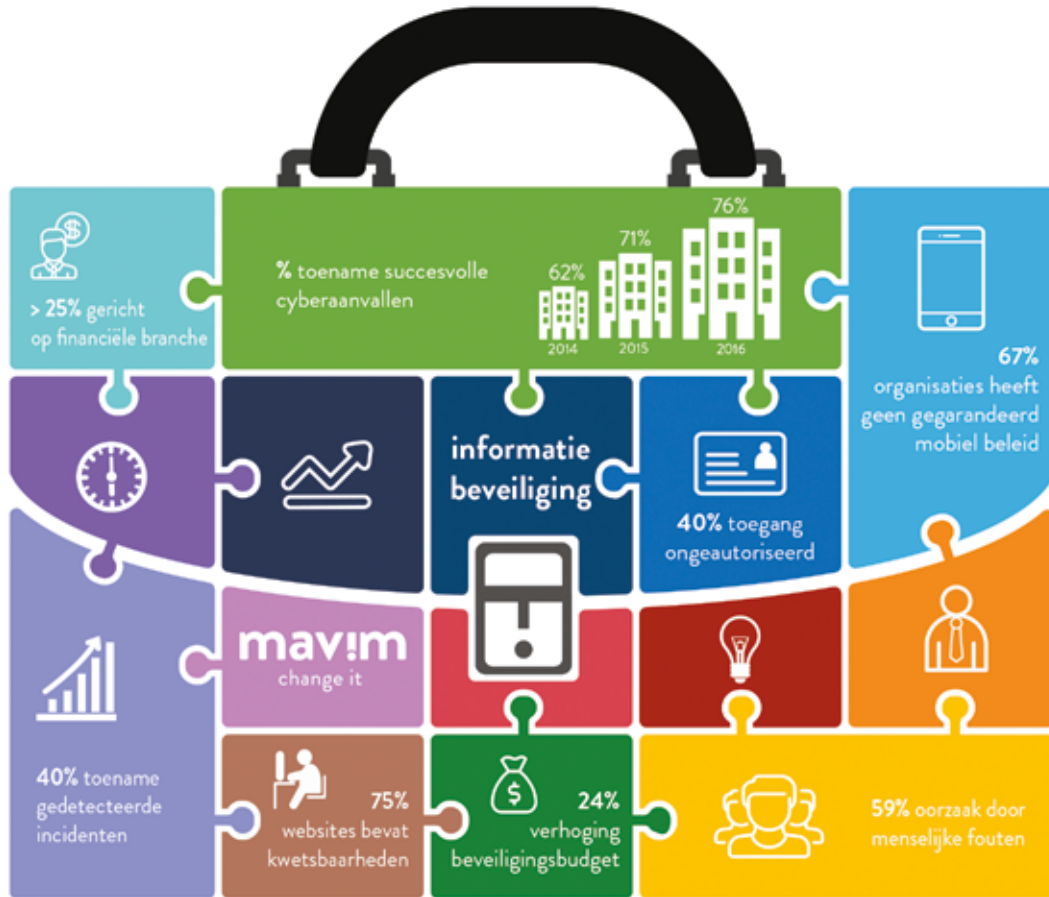 > 25% gericht
op financiële branche
% toename succesvolle
cyberaanvallen
62%
2014
71%
2015
76%
2016
67%
organisaties heeft
geen gegarandeerd
mobiel beleid
informatie
beveiliging
40% toegang
ongeautoriseerd
mav!m
change it
40% toename
gedetecteerde
incidenten
75%
websites bevat
kwetsbaarheden
$
24%
verhoging
beveiligingsbudget
59% oorzaak door
menselijke fouten